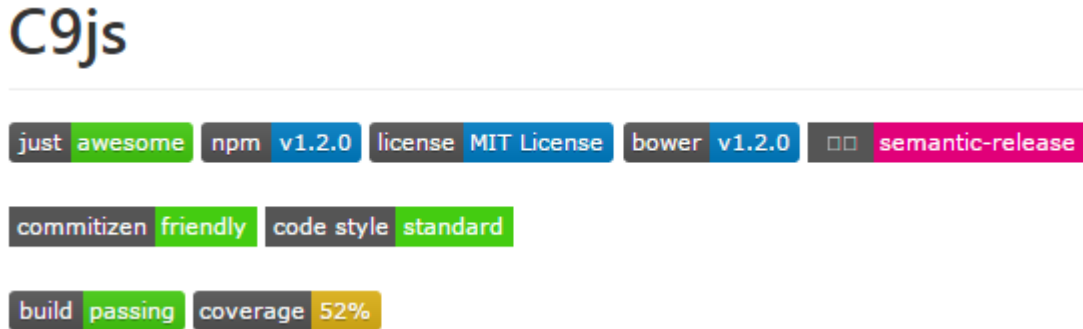 C9js
just awesome npm v1.2.0 license MIT License bower v1.2.0 semantic-release
commitizen friendly code style standard
build passing coverage 52%